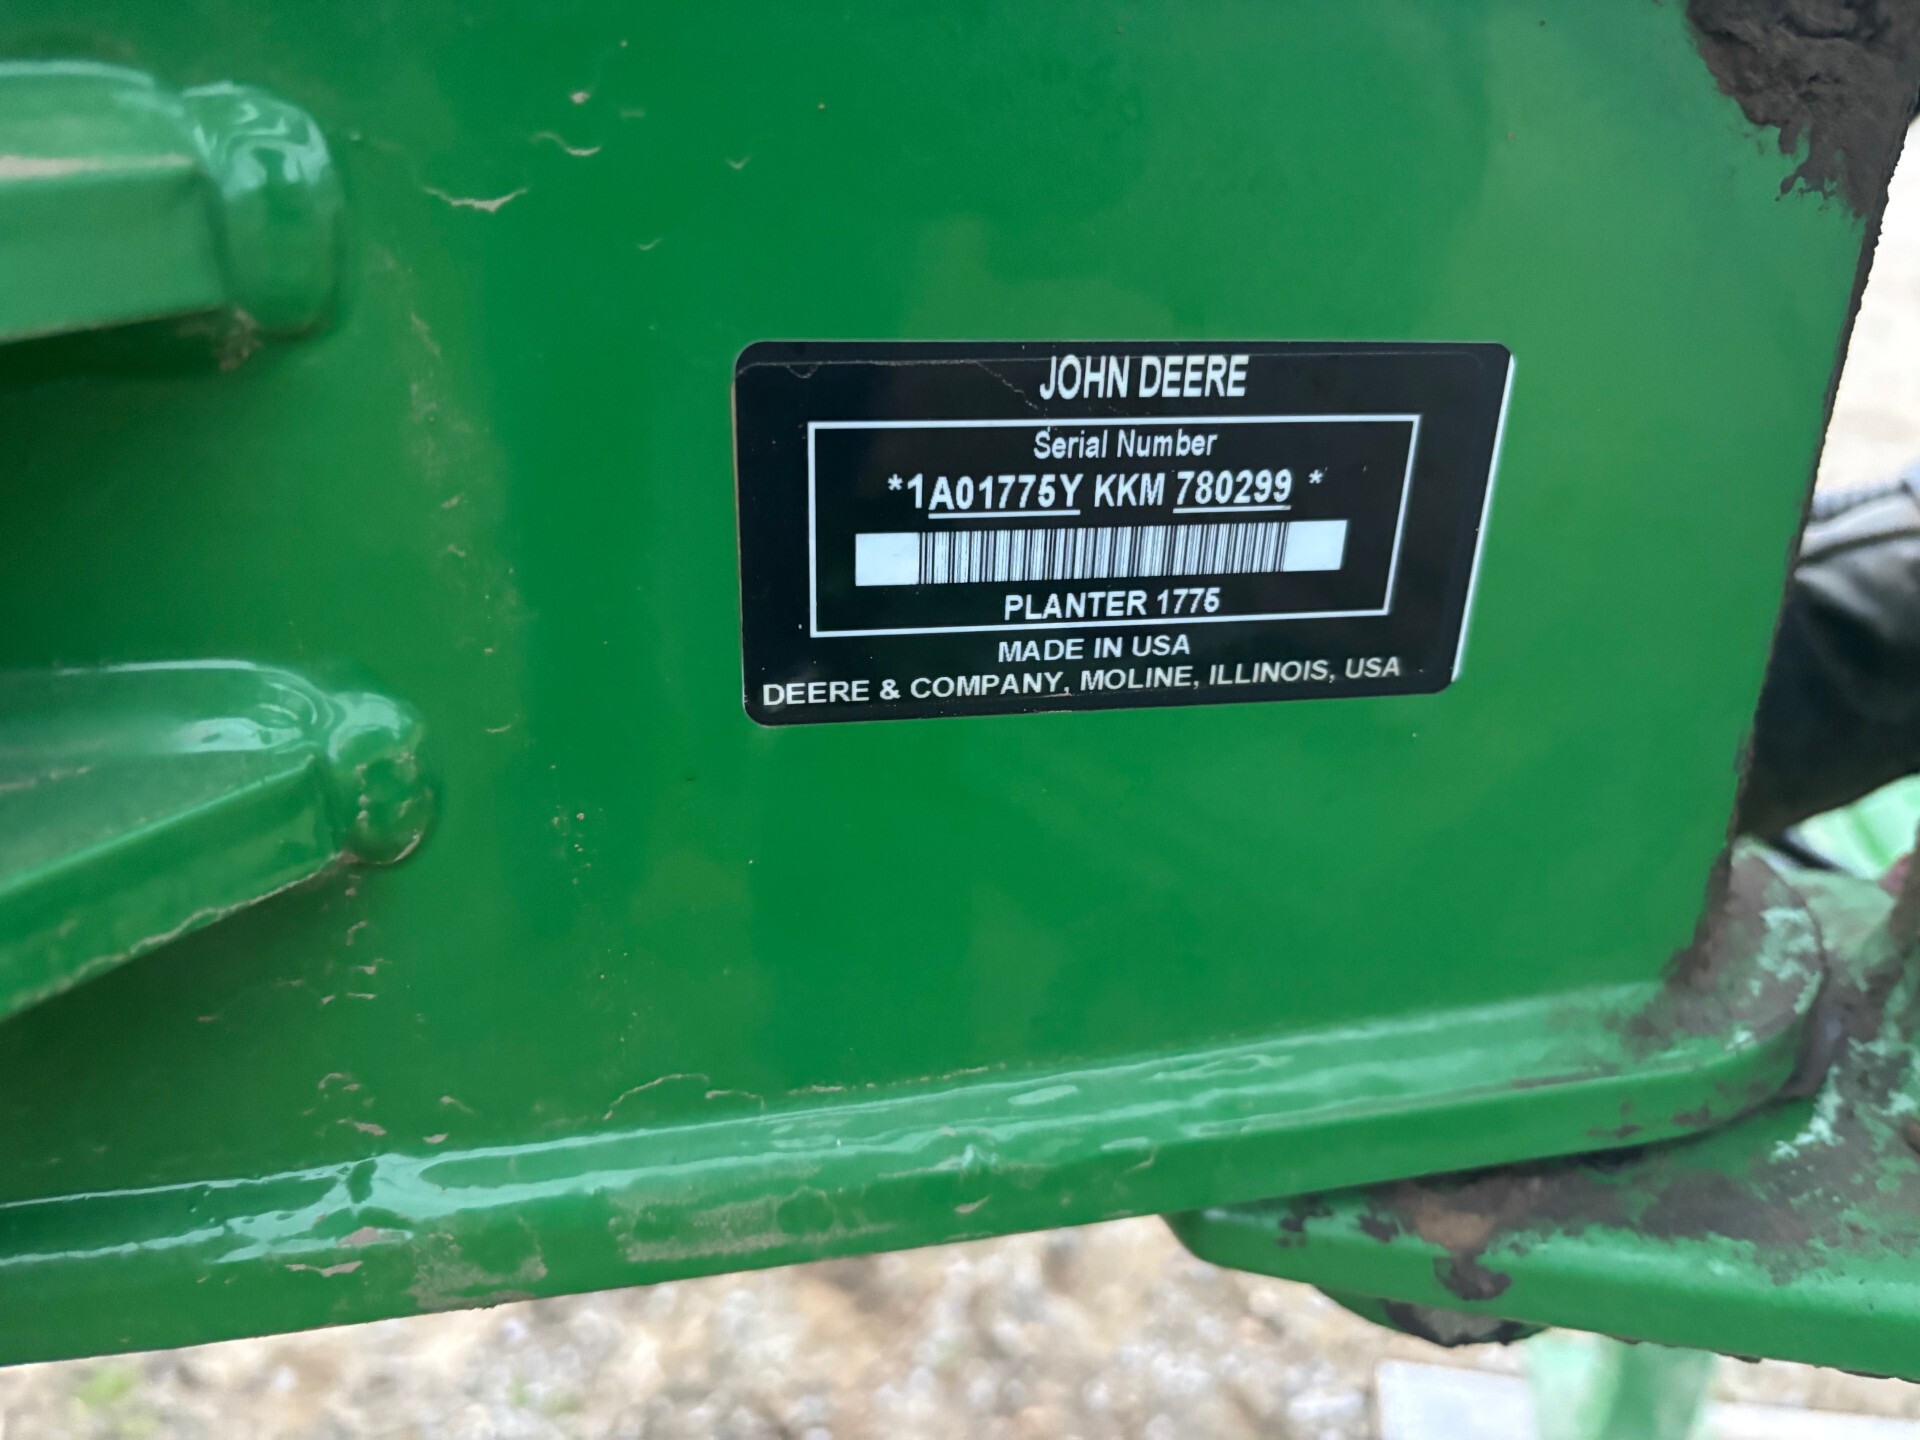 JOHN DEERE
Serial Number
*1A01775Y KKM 780299 *
PLANTER 1775
MADE IN USA
DEERE & COMPANY, MOLINE, ILLINOIS, USA